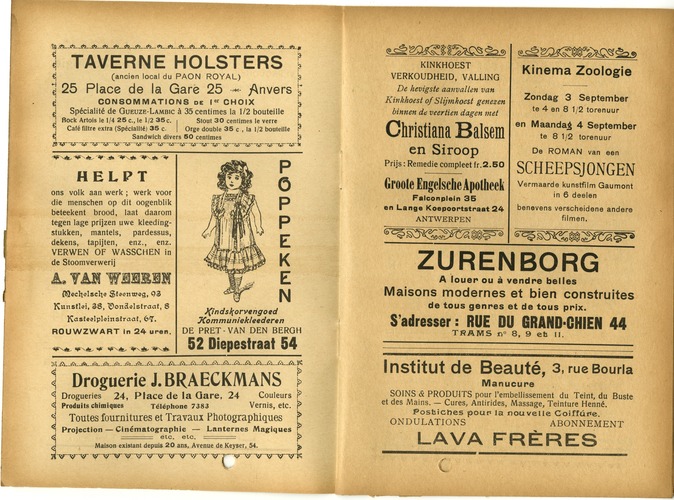 TAVERNE HOLSTERS
(ancien local du PAON ROYAL)
25 Place de la Gare 25 — Anvers
CONSOMMATIONS DE 1er CHOIX
Spécialité de GUEUZE-LAMBIC à 35 centimes la 1/2 bouteille
Bock Artois le 1/4 25 c., le 1/2 35 c. Stout 30 centimes le verre
Café filtre extra (Spécialité) 35 c. Orge double 35 c., la 1/2 bouteille
Sandwich divers 50 centimes
HELPT
ons volk aan werk; werk voor
die menschen op dit oogenblik
beteekent brood, laat daarom
tegen lage prijzen uwe kleeding-
stukken, mantels, pardessus,
dekens, tapijten, enz., enz.
VERWEN OF WASSCHEN in
de Stoomververij
A. VAN WEEREN
Mechelsche Steenweg, 93
Kunstlei, 38, Vondelstraat, 8
Kasteelpleinstraat, 67.
ROUWZWART in 24 uren.
POPPEKEN
Kindskorvengoed
Kommuniekleederen
DE PRET-VAN DEN BERGH
52 Diepestraat 54
Droguerie J. BRAECKMANS
Drogueries 24, Place de la Gare, 24 Couleurs
Produits chimiques Téléphone 7383 Vernis, etc.
Toutes fournitures et Travaux Photographiques
Projection — Cinématographie — Lanternes Magiques
etc. etc.
Maison existant depuis 20 ans, Avenue de Keyser, 54.
KINKHOEST
VERKOUDHEID, VALLING
De hevigste aanvallen van
Kinkhoest of Slijmkoest genezen
binnen de veertien dagen met
Christiana Balsem
en Siroop
Prijs: Remedie compleet fr. 2.50
Groote Engelsche Apotheek
Falconplein 35
en Lange Koepoortstraat 24
ANTWERPEN
Kinema Zoologie
Zondag 3 September
te 4 en 8 1/2 torenuur
en Maandag 4 September
te 8 1/2 torenuur
De ROMAN van een
SCHEEPSJONGEN
Vermaarde kunstfilm Gaumont
in 6 deelen
benevens verscheidene andere
filmen.
ZURENBORG
A louer ou à vendre belles
Maisons modernes et bien construites
de tous genres et de tous prix.
S'adresser : RUE DU GRAND-CHIEN 44
TRAMS nos 8, 9 et 11.
Institut de Beauté, 3, rue Bourla
Manucure
SOINS & PRODUITS pour l'embellissement du Teint, du Buste
et des Mains. — Cures, Antirides, Massage, Teinture Henné.
Postiches pour la nouvelle Coiffure.
ONDULATIONS ABONNEMENT
LAVA FRÈRES